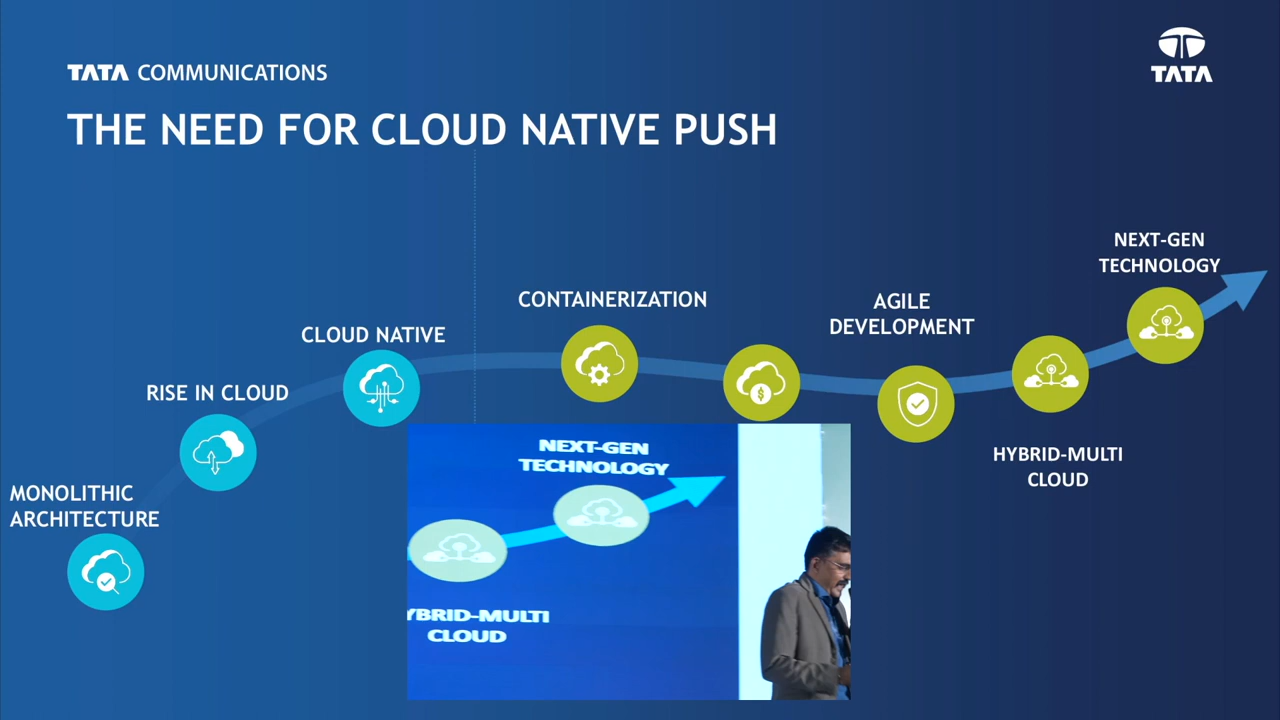 TATA COMMUNICATIONS
TATA
THE NEED FOR CLOUD NATIVE PUSH
MONOLITHIC
ARCHITECTURE
RISE IN CLOUD
CLOUD NATIVE
CONTAINERIZATION
$
AGILE
DEVELOPMENT
HYBRID-MULTI
CLOUD
NEXT-GEN
TECHNOLOGY
NEXT-GEN
TECHNOLOGY
YBRID-MULTI
CLOUD